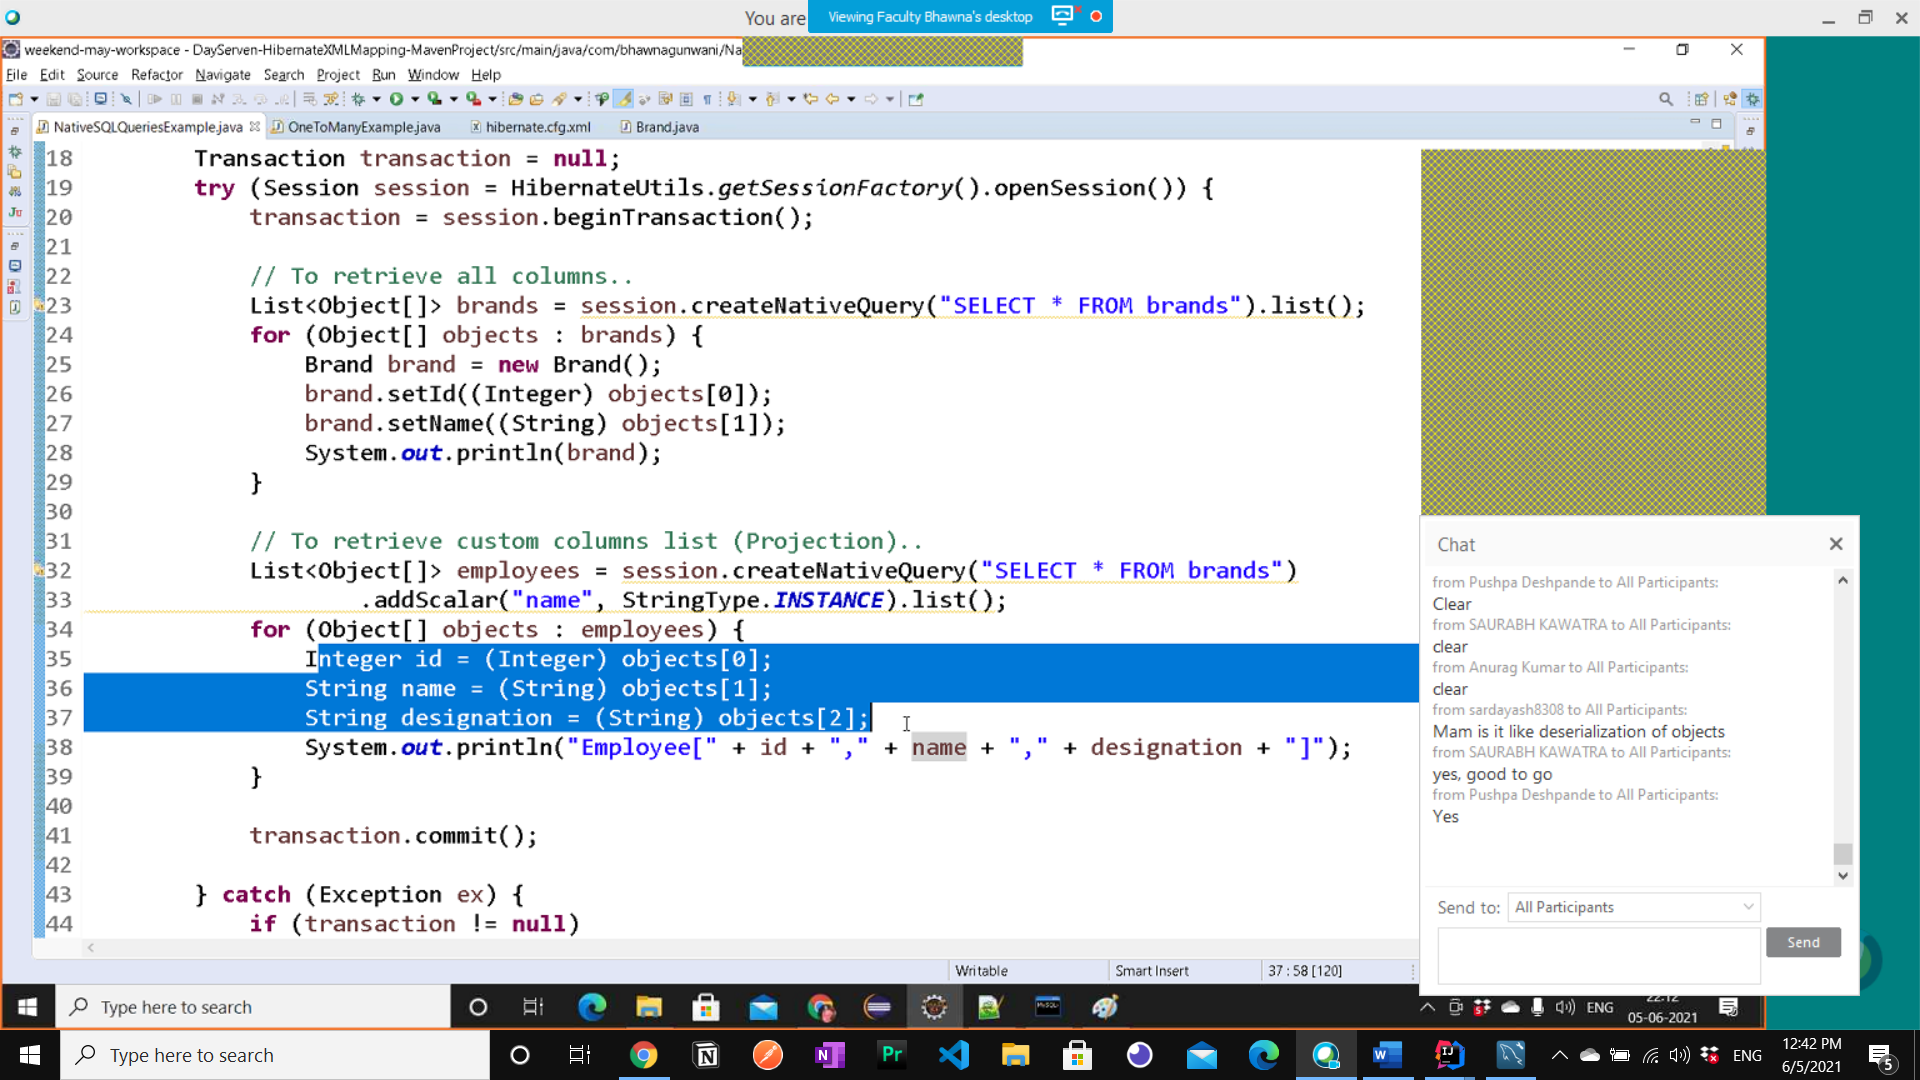 You are
Viewing Faculty Bhawna's desktop
weekend-may-workspace - DayServen-HibernateXMLMapping-MavenProject/src/main/java/com/bhawnagunwani/Na
File Edit Source Refactor Navigate Search Project Run Window Help
NativeSQLQueriesExample.java OneToManyExample.java hibernate.cfg.xml Brand.java
18 Transaction transaction = null;
19 try (Session session = HibernateUtils.getSessionFactory().openSession()) {
20 transaction = session.beginTransaction();
21
22 // To retrieve all columns..
23 List<Object[]> brands = session.createNativeQuery("SELECT * FROM brands").list();
24 for (Object[] objects : brands) {
25 Brand brand = new Brand();
26 brand.setId((Integer) objects[0]);
27 brand.setName((String) objects[1]);
28 System.out.println(brand);
29 }
30
31 // To retrieve custom columns list (Projection)..
32 List<Object[]> employees = session.createNativeQuery("SELECT * FROM brands")
33 .addScalar("name", StringType.INSTANCE).list();
34 for (Object[] objects : employees) {
35 Integer id = (Integer) objects[0];
36 String name = (String) objects[1];
37 String designation = (String) objects[2];
38 System.out.println("Employee[" + id + "," + name + "," + designation + "]");
39 }
40
41 transaction.commit();
42
43 } catch (Exception ex) {
44 if (transaction != null)
Writable Smart Insert 37 : 58 [120]
Chat
from Pushpa Deshpande to All Participants:
Clear
from SAURABH KAWATRA to All Participants:
clear
from Anurag Kumar to All Participants:
clear
from sardayash8308 to All Participants:
Mam is it like deserialization of objects
from SAURABH KAWATRA to All Participants:
yes, good to go
from Pushpa Deshpande to All Participants:
Yes
Send to: All Participants
Send
Type here to search
ENG
22:12
05-06-2021
Type here to search
ENG
12:42 PM
6/5/2021
5